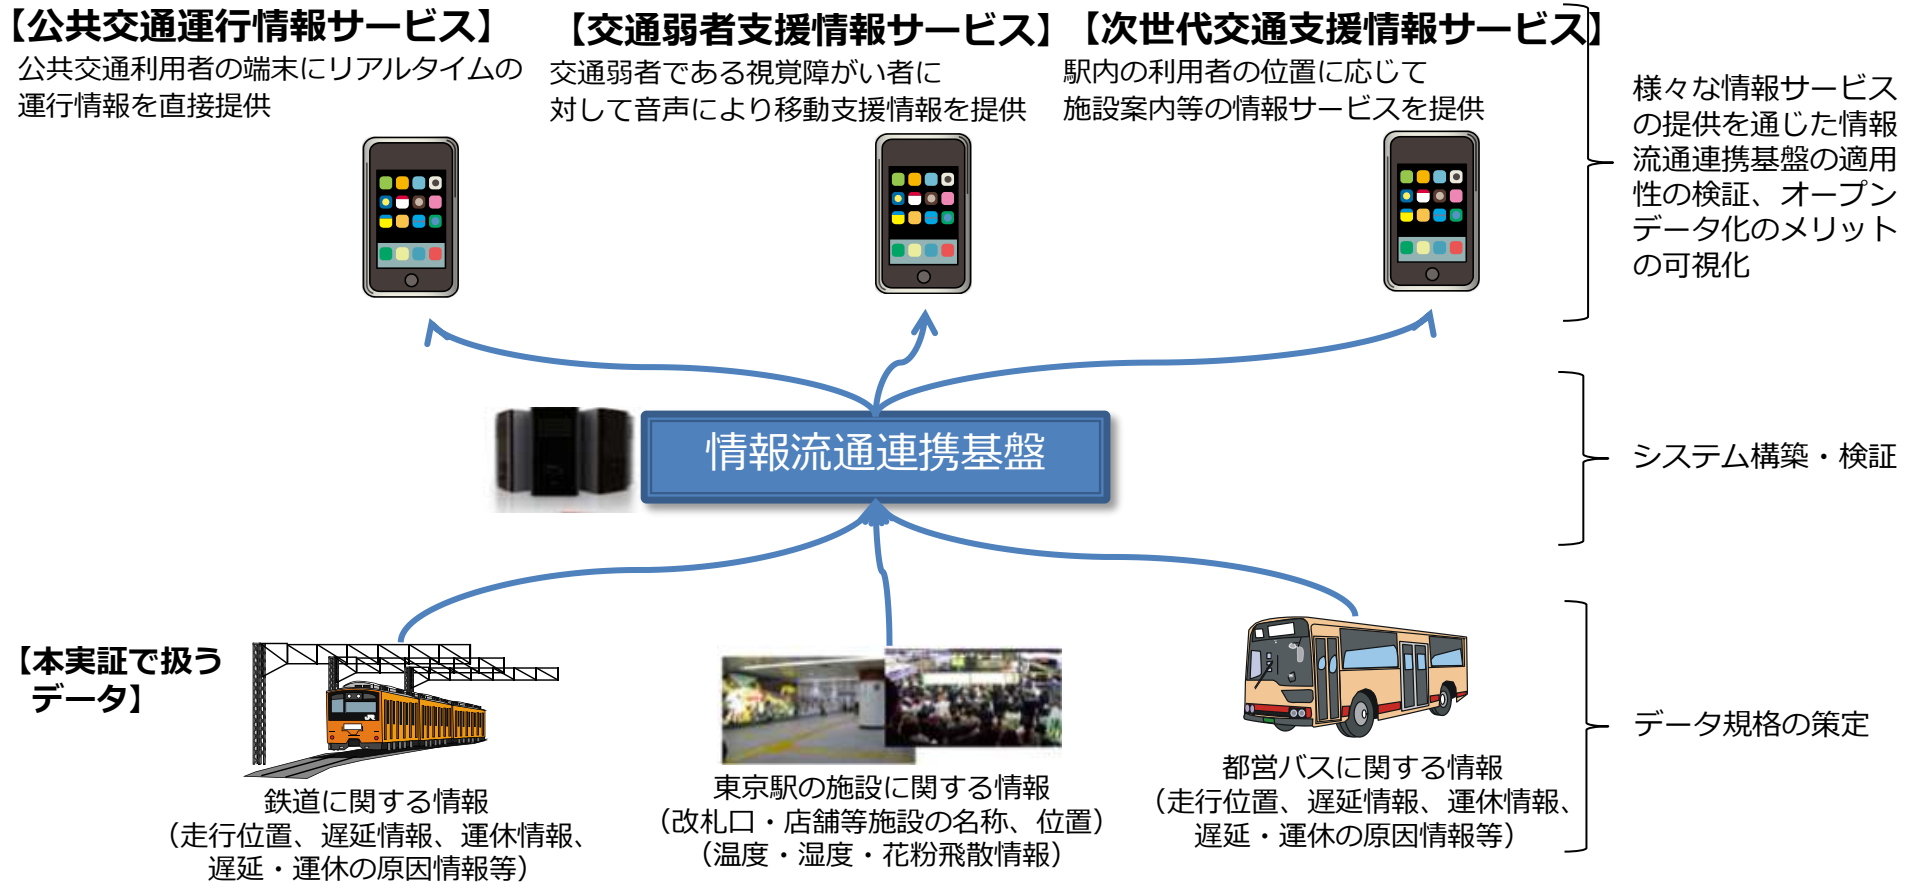 【公共交通運行情報サービス】
公共交通利用者の端末にリアルタイムの
運行情報を直接提供
【交通弱者支援情報サービス】
交通弱者である視覚障がい者に
対して音声により移動支援情報を提供
【次世代交通支援情報サービス】
駅内の利用者の位置に応じて
施設案内等の情報サービスを提供
様々な情報サービス
の提供を通じた情報
流通連携基盤の適用
性の検証、オープン
データ化のメリット
の可視化
情報流通連携基盤
システム構築・検証
【本実証で扱う
データ】
鉄道に関する情報
（走行位置、遅延情報、運休情報、
遅延・運休の原因情報等）
東京駅の施設に関する情報
（改札口・店舗等施設の名称、位置）
（温度・湿度・花粉飛散情報）
都営バスに関する情報
（走行位置、遅延情報、運休情報、
遅延・運休の原因情報等）
データ規格の策定